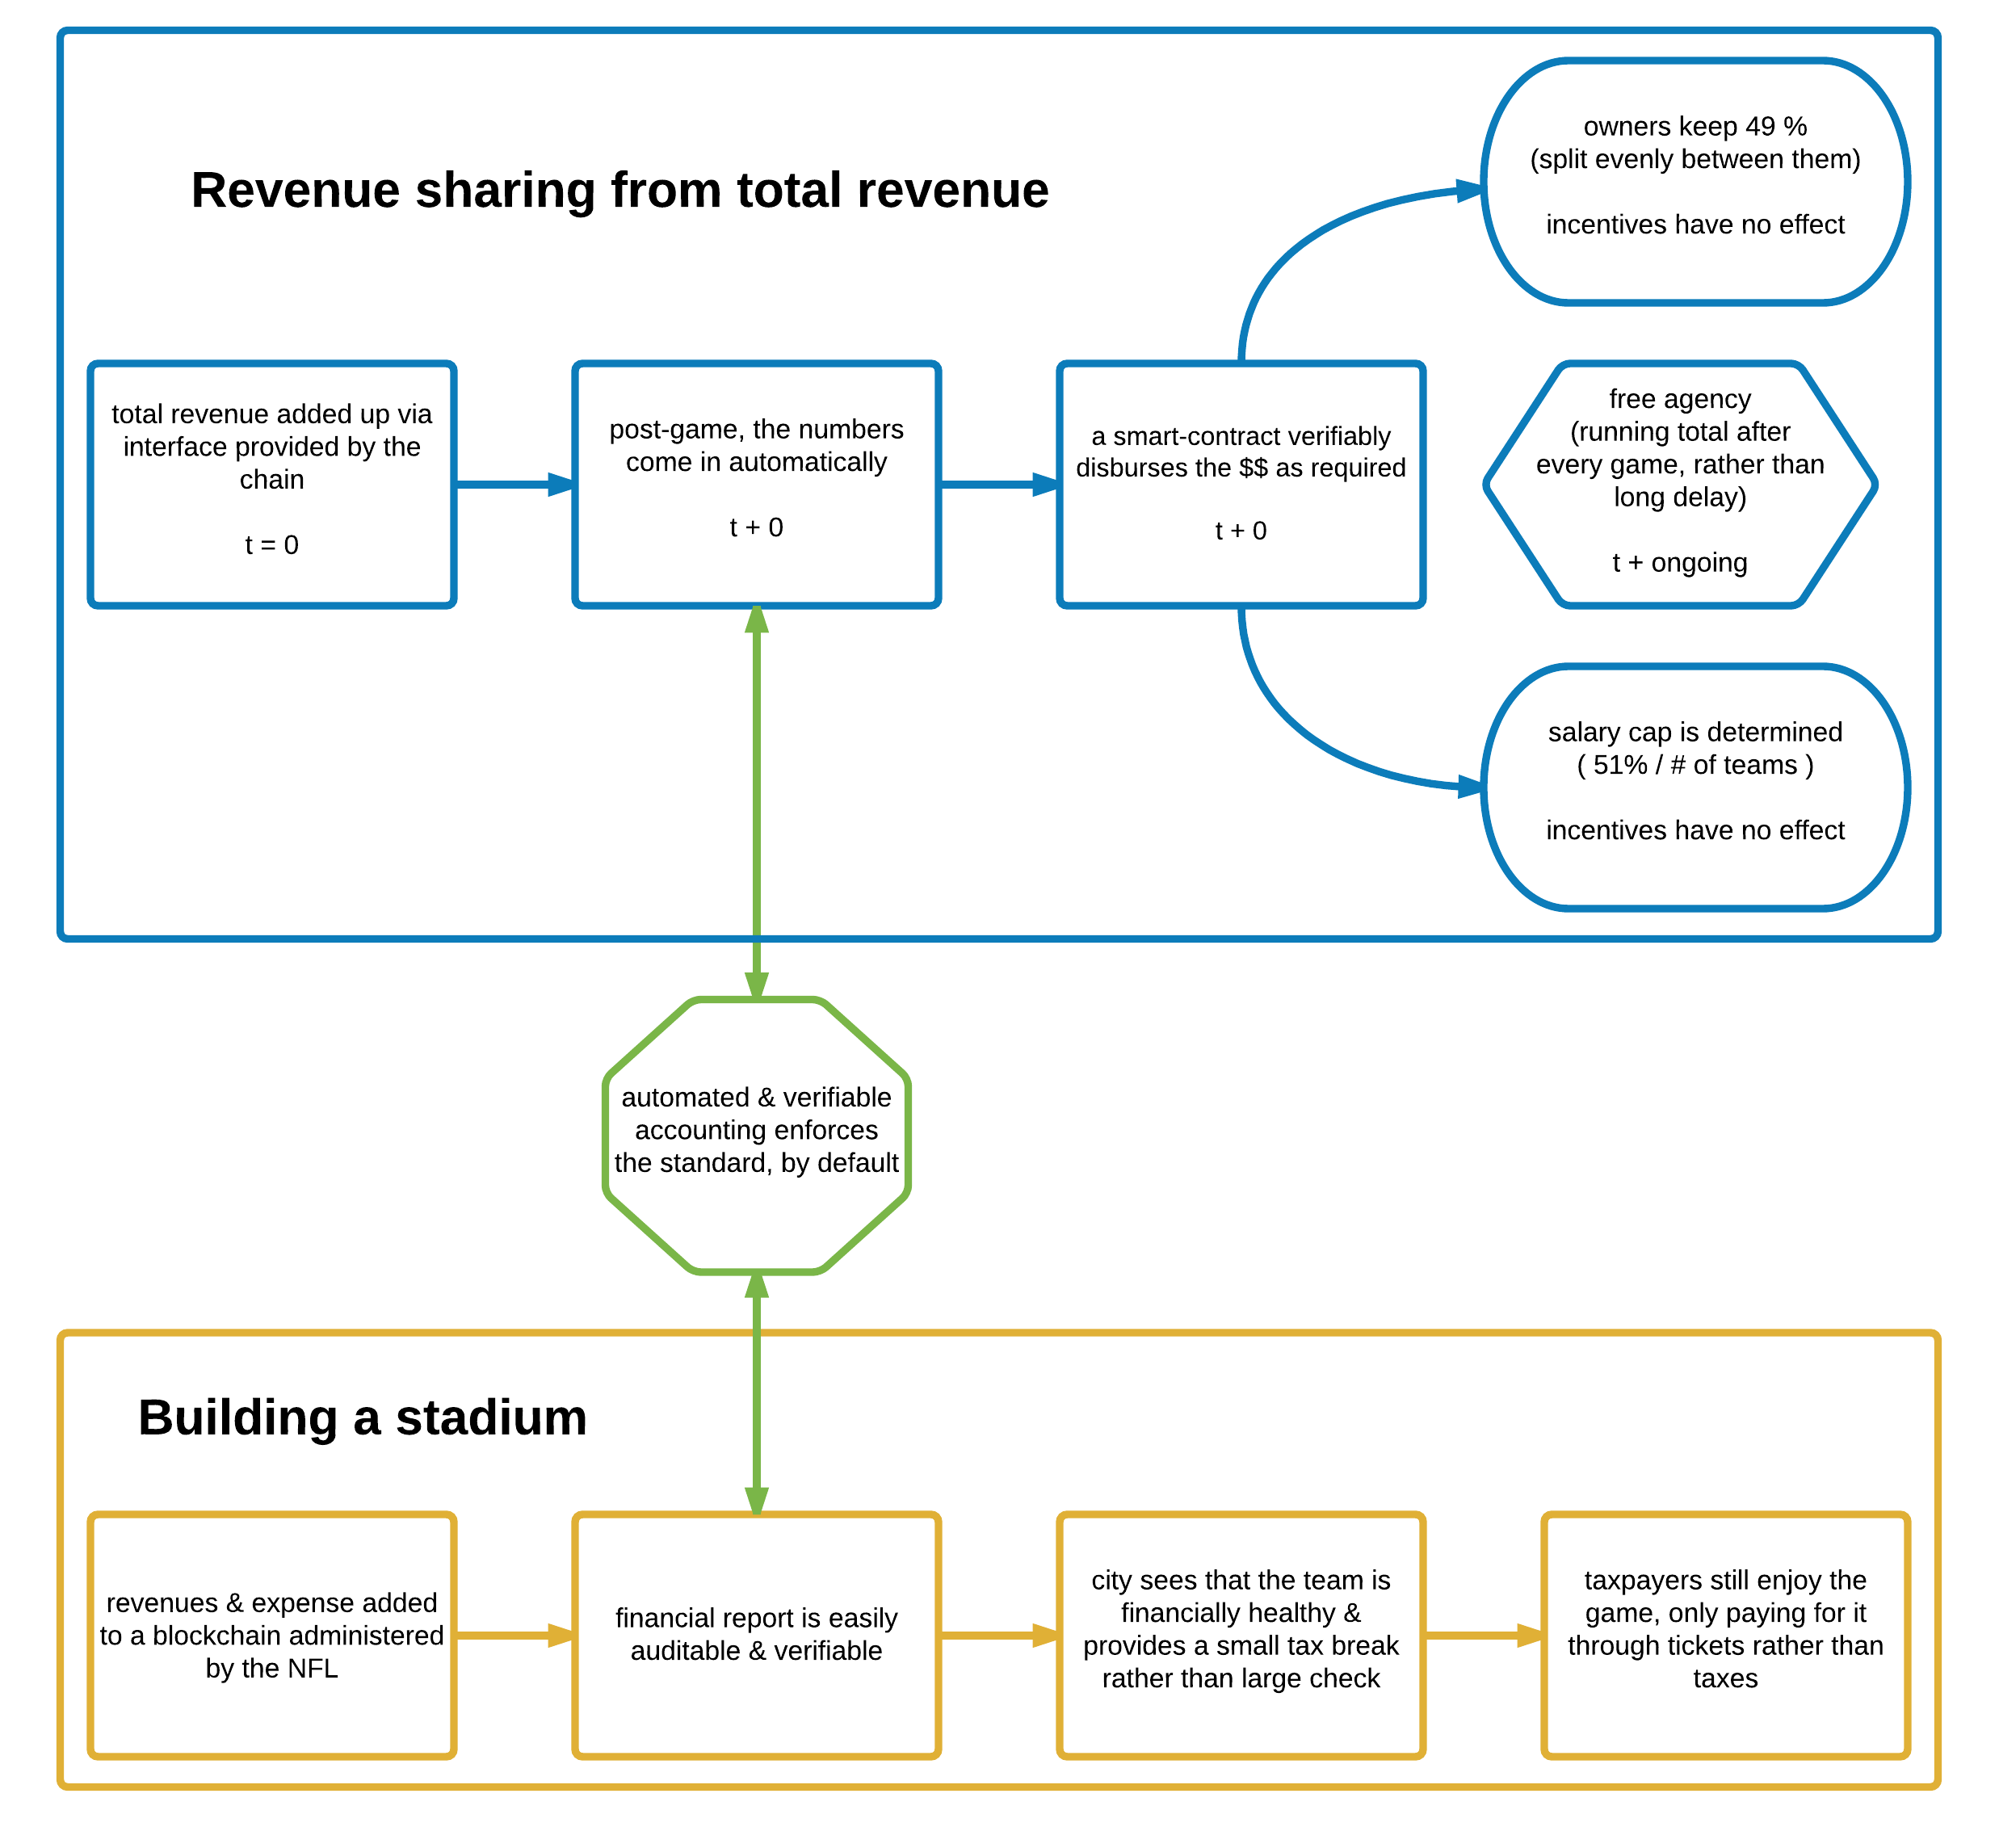 Revenue sharing from total revenue
owners keep 49 %
(split evenly between them)
incentives have no effect
total revenue added up via
interface provided by the
chain
t = 0
post-game, the numbers
come in automatically
t + 0
a smart-contract verifiably
disburses the $$ as required
t + 0
free agency
(running total after
every game, rather than
long delay)
t + ongoing
salary cap is determined
( 51% / # of teams )
incentives have no effect
automated & verifiable
accounting enforces
the standard, by default
Building a stadium
revenues & expense added
to a blockchain administered
by the NFL
financial report is easily
auditable & verifiable
city sees that the team is
financially healthy &
provides a small tax break
rather than large check
taxpayers still enjoy the
game, only paying for it
through tickets rather than
taxes